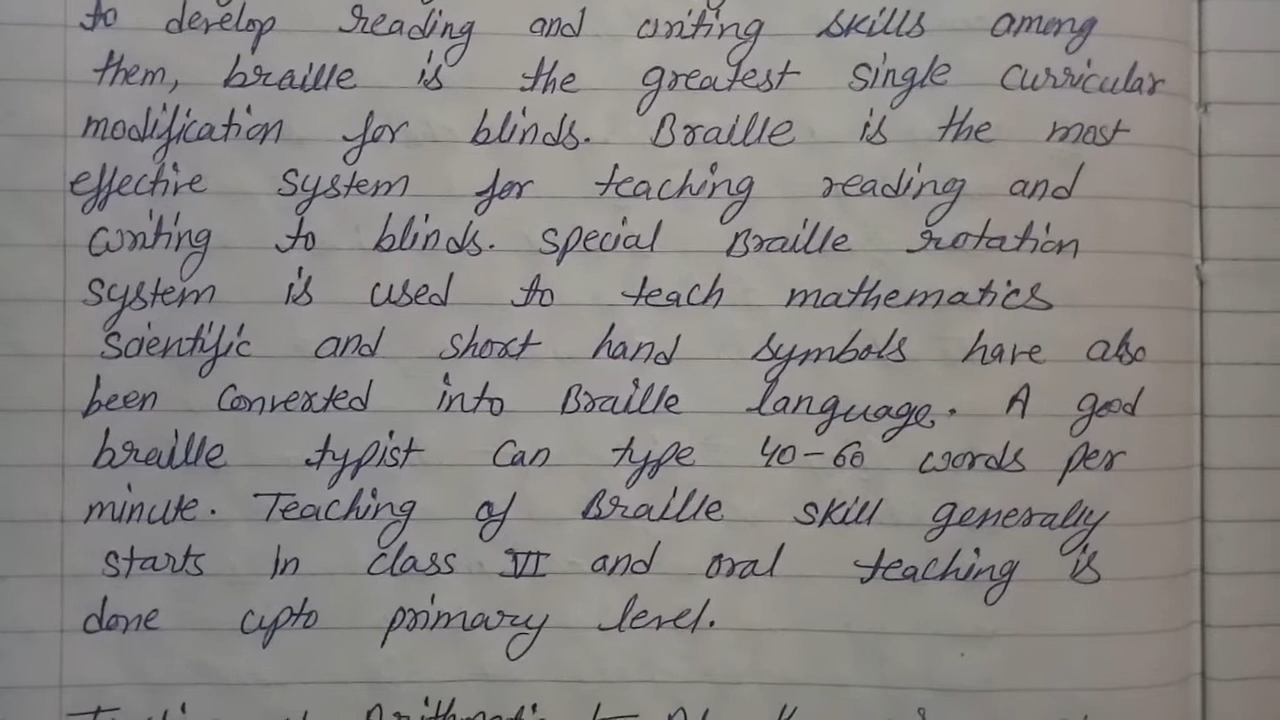 to develop reading and writing skills among
them, braille is the greatest single curricular
modification for blinds. Braille is the most
effective system for teaching reading and
writing to blinds. special Braille rotation
system is used to teach mathematics
scientific and short hand symbols have also
been converted into Braille language. A good
braille typist can type 40-60 words per
minute. Teaching of Braille skill generally
starts in class VI and oral teaching is
done upto primary level.